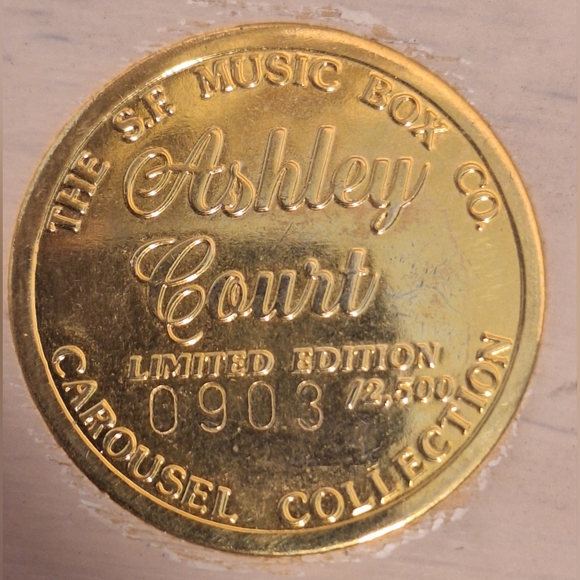 THE S.F. MUSIC BOX CO.
Ashley
Court
LIMITED EDITION
0903 /2,500
CAROUSEL COLLECTION